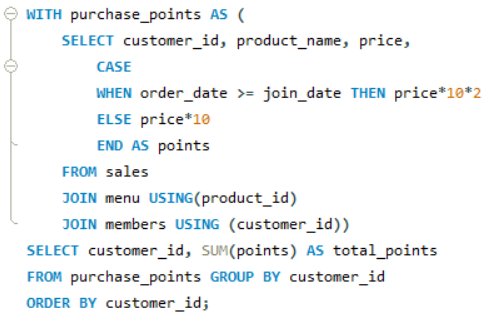 WITH purchase_points AS (
SELECT customer_id, product_name, price,
CASE
WHEN order_date >= join_date THEN price*10*2
ELSE price*10
END AS points
FROM sales
JOIN menu USING(product_id)
JOIN members USING (customer_id))
SELECT customer_id, SUM(points) AS total_points
FROM purchase_points GROUP BY customer_id
ORDER BY customer_id;